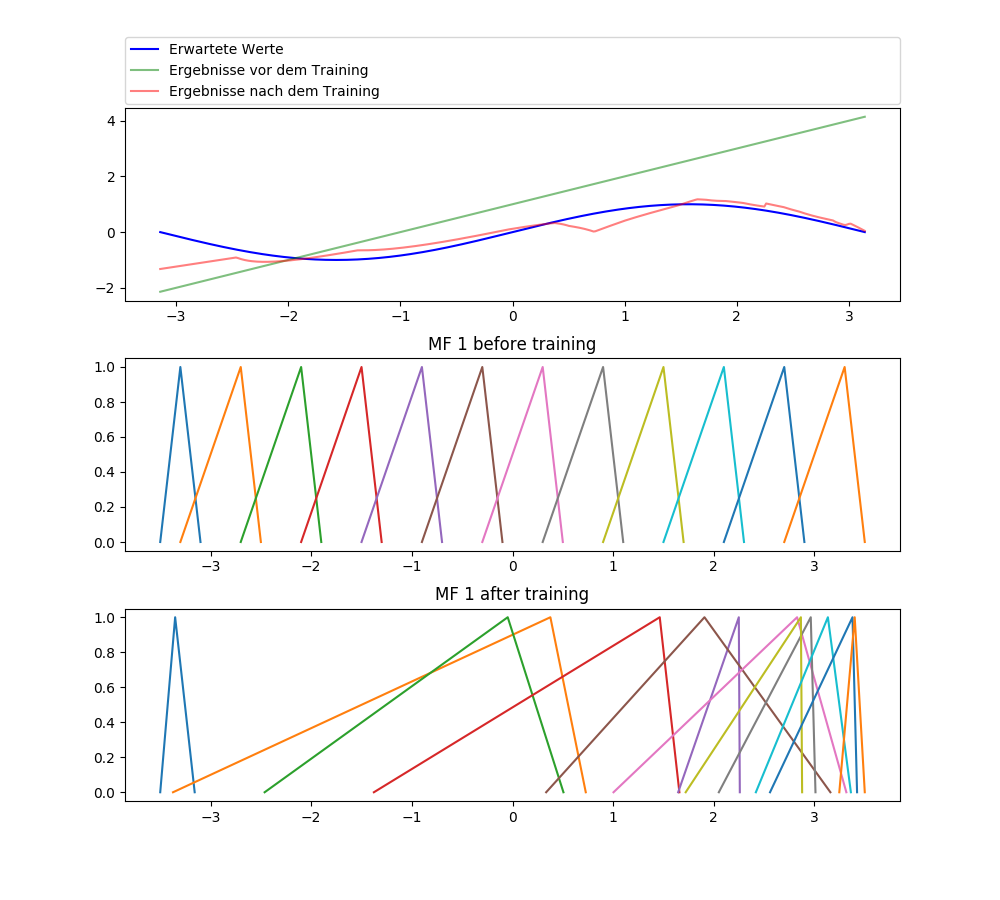 Erwartete Werte
Ergebnisse vor dem Training
Ergebnisse nach dem Training
4
2
0
−2
−3 −2 −1 0 1 2 3
MF 1 before training
1.0
0.8
0.6
0.4
0.2
0.0
−3 −2 −1 0 1 2 3
MF 1 after training
1.0
0.8
0.6
0.4
0.2
0.0
−3 −2 −1 0 1 2 3